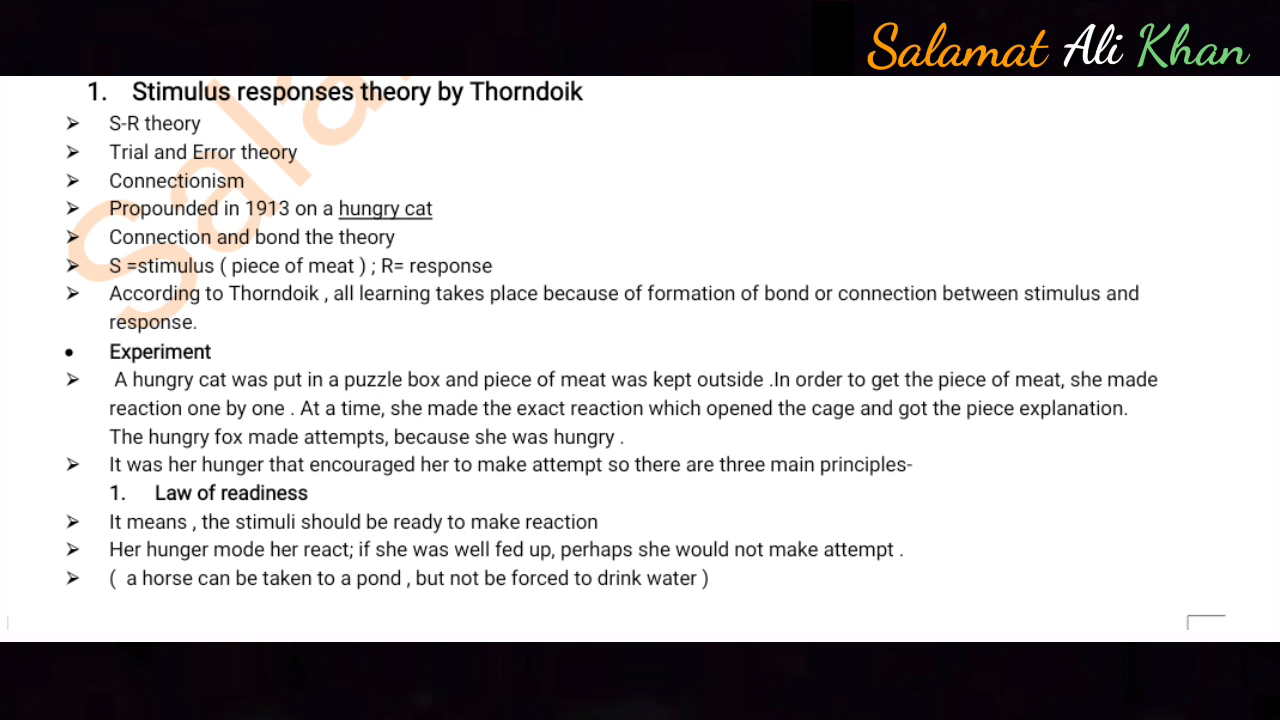 Salamat Ali Khan
1. Stimulus responses theory by Thorndoik
➢ S-R theory
➢ Trial and Error theory
➢ Connectionism
➢ Propounded in 1913 on a hungry cat
➢ Connection and bond the theory
➢ S =stimulus ( piece of meat ) ; R= response
➢ According to Thorndoik , all learning takes place because of formation of bond or connection between stimulus and
response.
• Experiment
➢ A hungry cat was put in a puzzle box and piece of meat was kept outside .In order to get the piece of meat, she made
reaction one by one . At a time, she made the exact reaction which opened the cage and got the piece explanation.
The hungry fox made attempts, because she was hungry .
➢ It was her hunger that encouraged her to make attempt so there are three main principles-
1. Law of readiness
➢ It means , the stimuli should be ready to make reaction
➢ Her hunger mode her react; if she was well fed up, perhaps she would not make attempt .
➢ ( a horse can be taken to a pond , but not be forced to drink water )
Sala